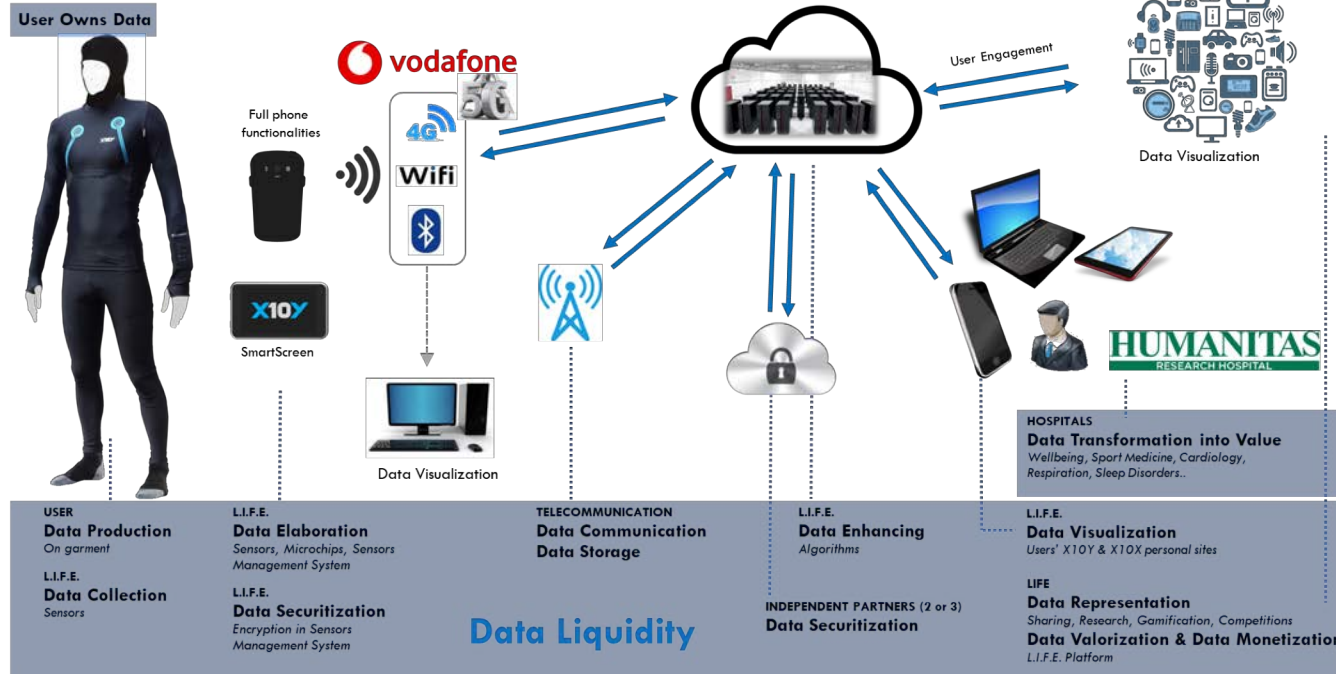 User Owns Data
X10Y
Full phone
functionalities
X10Y
SmartScreen
vodafone
5G
4G
Wifi
Data Visualization
User Engagement
Data Visualization
HUMANITAS
RESEARCH HOSPITAL
HOSPITALS
Data Transformation into Value
Wellbeing, Sport Medicine, Cardiology,
Respiration, Sleep Disorders..
USER
Data Production
On garment
L.I.F.E.
Data Collection
Sensors
L.I.F.E.
Data Elaboration
Sensors, Microchips, Sensors
Management System
L.I.F.E.
Data Securitization
Encryption in Sensors
Management System
TELECOMMUNICATION
Data Communication
Data Storage
Data Liquidity
L.I.F.E.
Data Enhancing
Algorithms
INDEPENDENT PARTNERS (2 or 3)
Data Securitization
L.I.F.E.
Data Visualization
Users' X10Y & X10X personal sites
LIFE
Data Representation
Sharing, Research, Gamification, Competitions
Data Valorization & Data Monetization
L.I.F.E. Platform